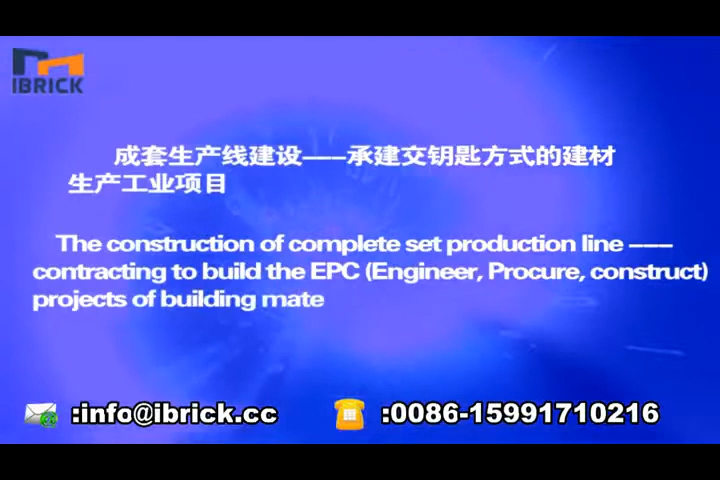 IBRICK
成套生产线建设---承建交钥匙方式的建材
生产工业项目
The construction of complete set production line ---
contracting to build the EPC (Engineer, Procure, construct)
projects of building mate
:info@ibrick.cc
:0086-15991710216